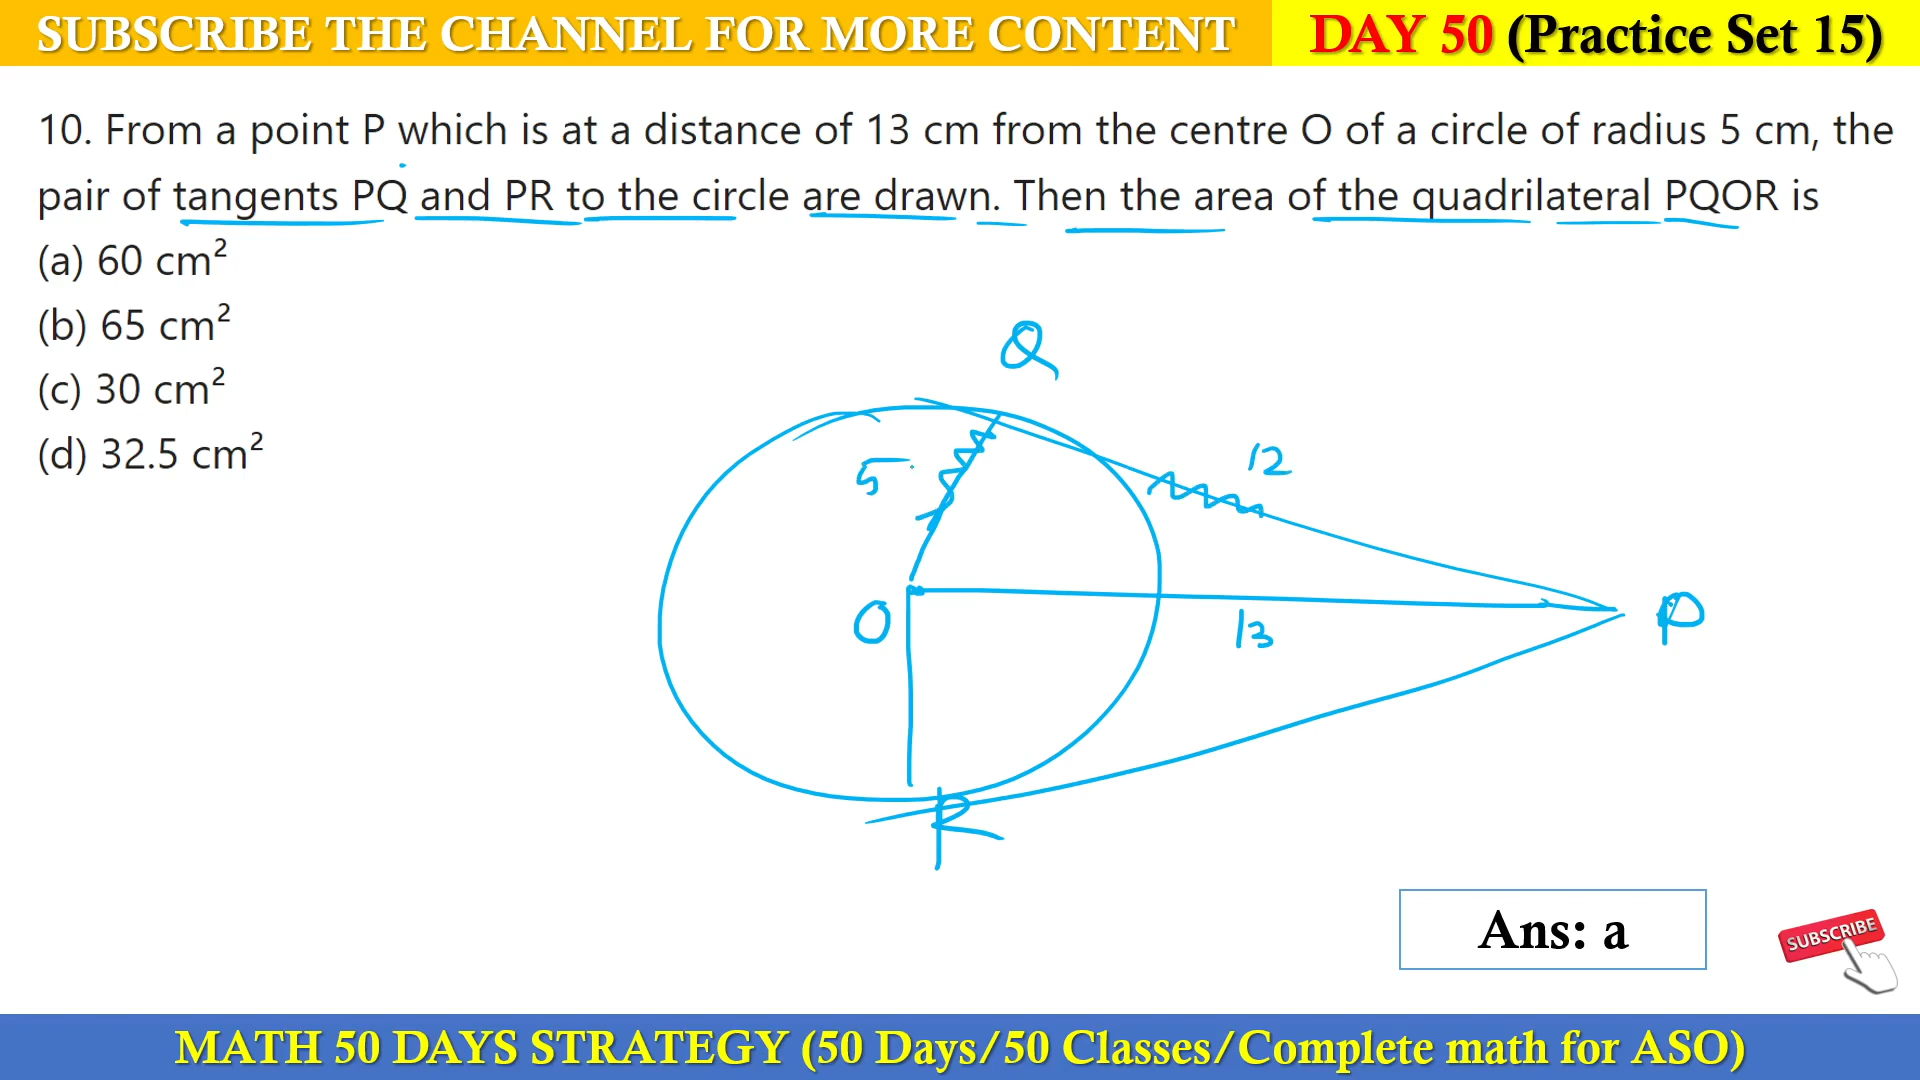 SUBSCRIBE THE CHANNEL FOR MORE CONTENT
DAY 50 (Practice Set 15)
10. From a point P which is at a distance of 13 cm from the centre O of a circle of radius 5 cm, the
pair of tangents PQ and PR to the circle are drawn. Then the area of the quadrilateral PQOR is
(a) 60 cm²
(b) 65 cm²
(c) 30 cm²
(d) 32.5 cm²
Q
5
12
O
13
P
R
Ans: a
SUBSCRIBE
MATH 50 DAYS STRATEGY (50 Days/50 Classes/Complete math for ASO)